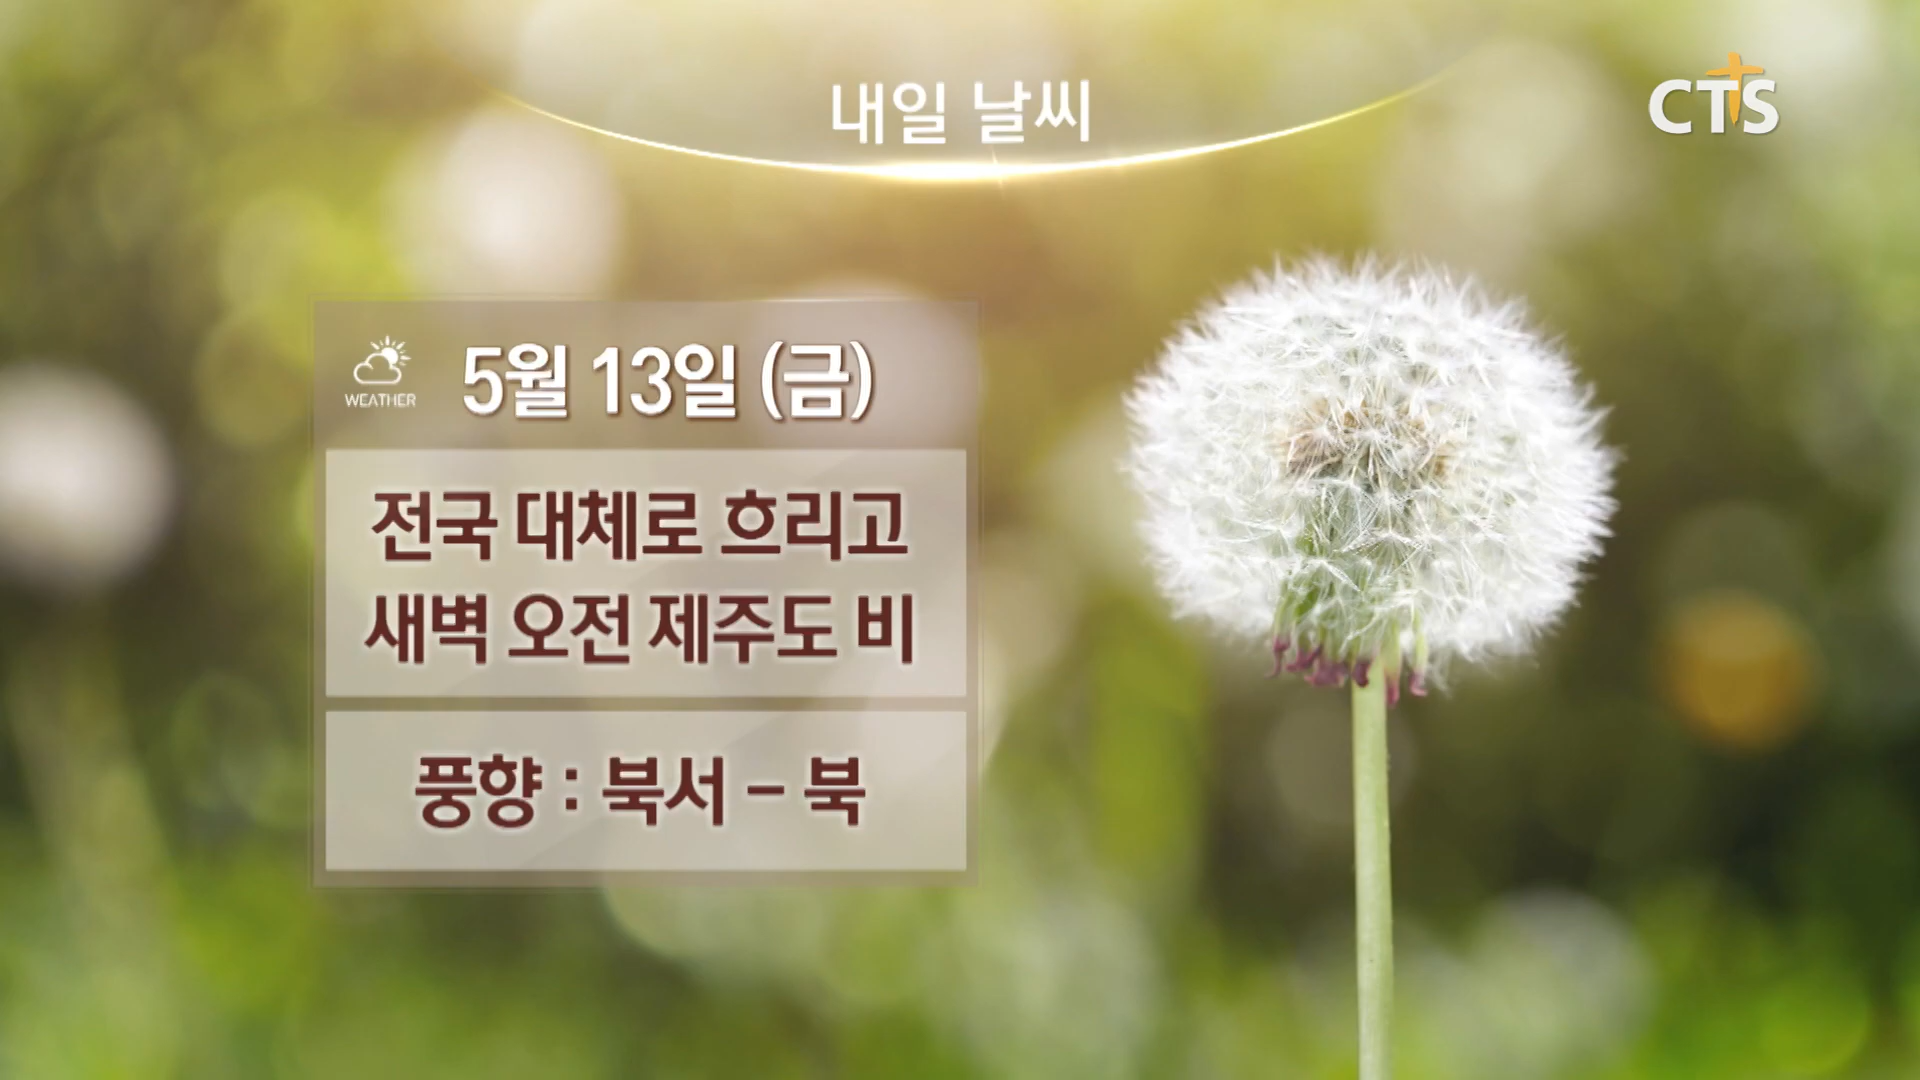 내일 날씨
CTS
WEATHER
5월 13일 (금)
전국 대체로 흐리고
새벽 오전 제주도 비
풍향 : 북서 - 북